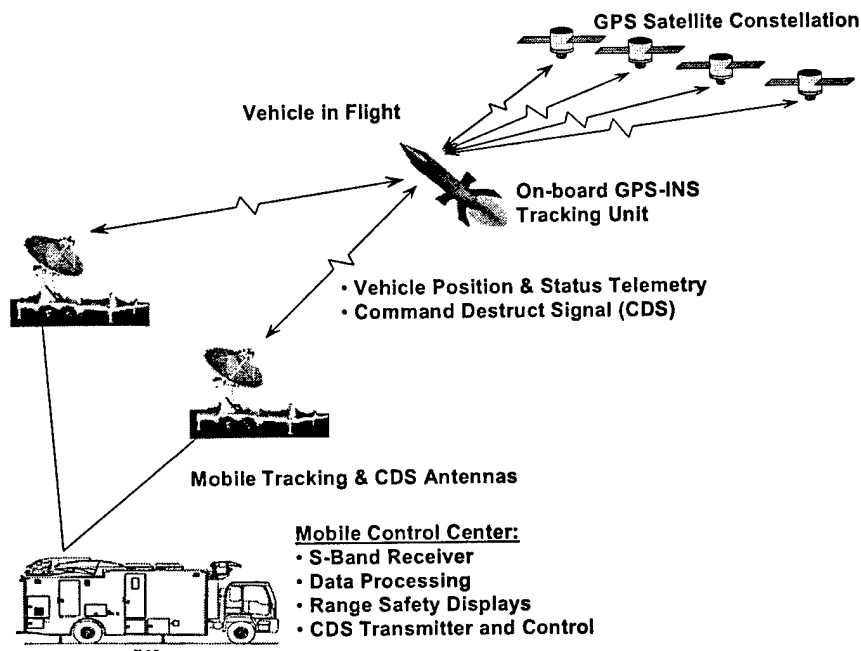 GPS Satellite Constellation
Vehicle in Flight
On-board GPS-INS
Tracking Unit
• Vehicle Position & Status Telemetry
• Command Destruct Signal (CDS)
Mobile Tracking & CDS Antennas
Mobile Control Center:
• S-Band Receiver
• Data Processing
• Range Safety Displays
• CDS Transmitter and Control